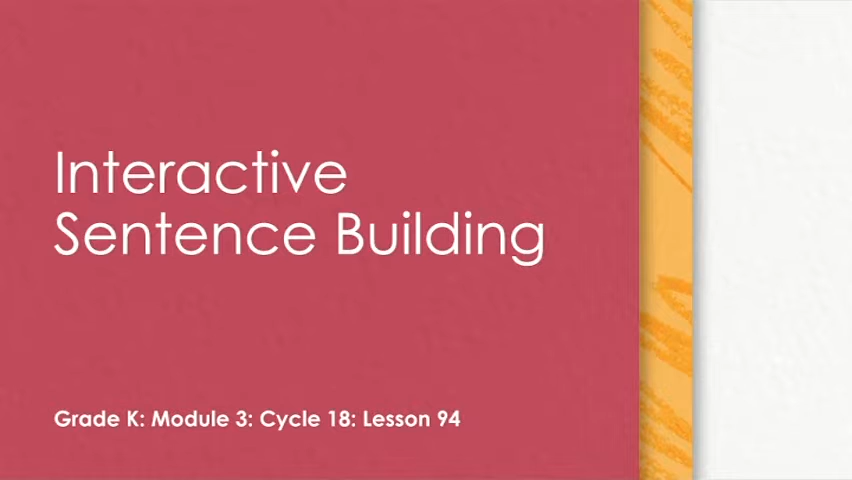 Interactive
Sentence Building
Grade K: Module 3: Cycle 18: Lesson 94